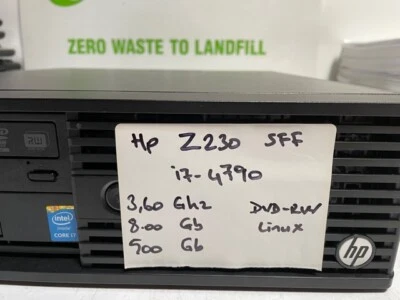 ZERO WASTE TO LANDFILL
Hp Z230 SFF
i7-4790
3,60 Ghz DVD-RW
8.00 Gb Linux
500 Gb
intel
inside
CORE i7
hp